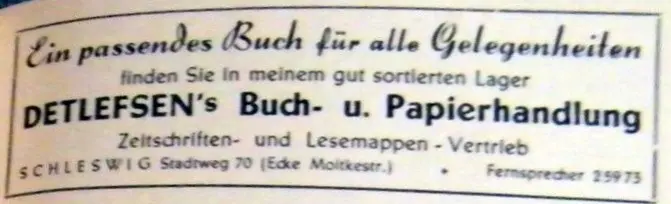 Ein passendes Buch für alle Gelegenheiten
finden Sie in meinem gut sortierten Lager
DETLEFSEN's Buch- u. Papierhandlung
Zeitschriften- und Lesemappen - Vertrieb
SCHLESWIG Stadtweg 70 (Ecke Moltkestr.) • Fernsprecher 25973